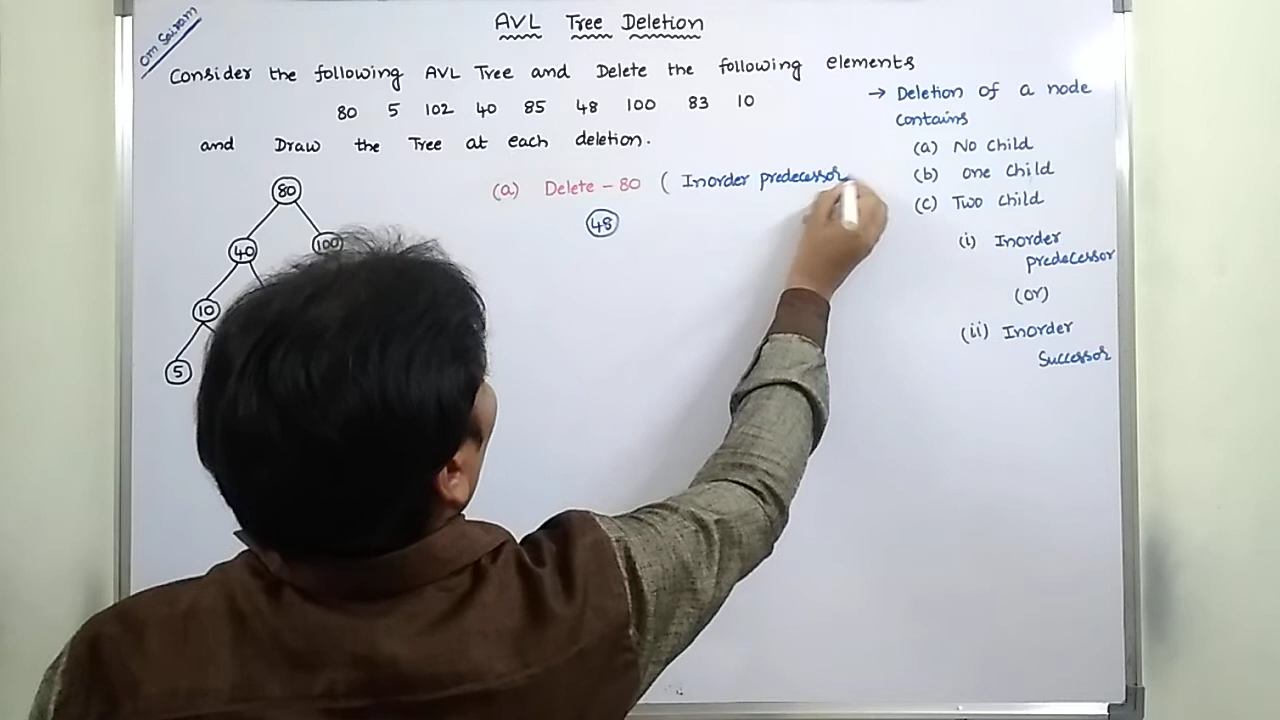 Om Sairam
AVL Tree Deletion
Consider the following AVL Tree and Delete the following elements
80 5 102 40 85 48 100 83 10
and Draw the Tree at each deletion.
80
40
100
10
5
(a) Delete - 80 ( Inorder predecessor
48
→ Deletion of a node
contains
(a) No Child
(b) one Child
(c) Two Child
(i) Inorder
predecessor
(or)
(ii) Inorder
Successor